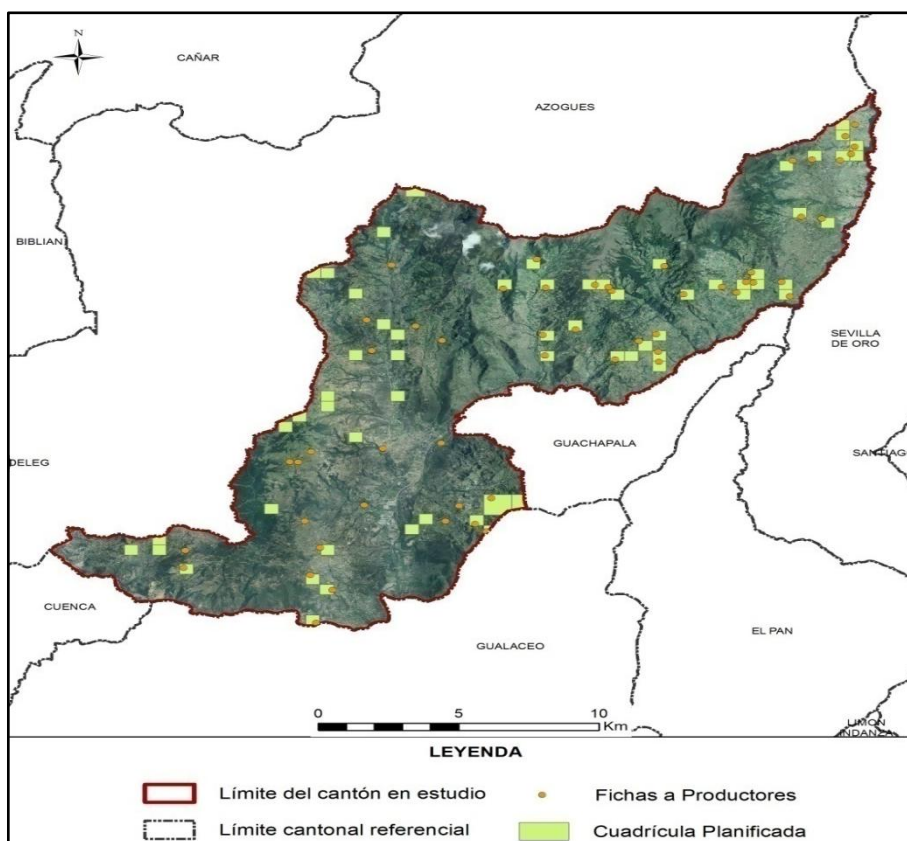 N
CAÑAR
AZOGUES
BIBLIAN
SEVILLA
DE ORO
GUACHAPALA
DELEG
SANTIAG
CUENCA
EL PAN
GUALACEO
0 5 10
Km
LIMON
INDANZA
LEYENDA
Límite del cantón en estudio
Fichas a Productores
Límite cantonal referencial
Cuadrícula Planificada